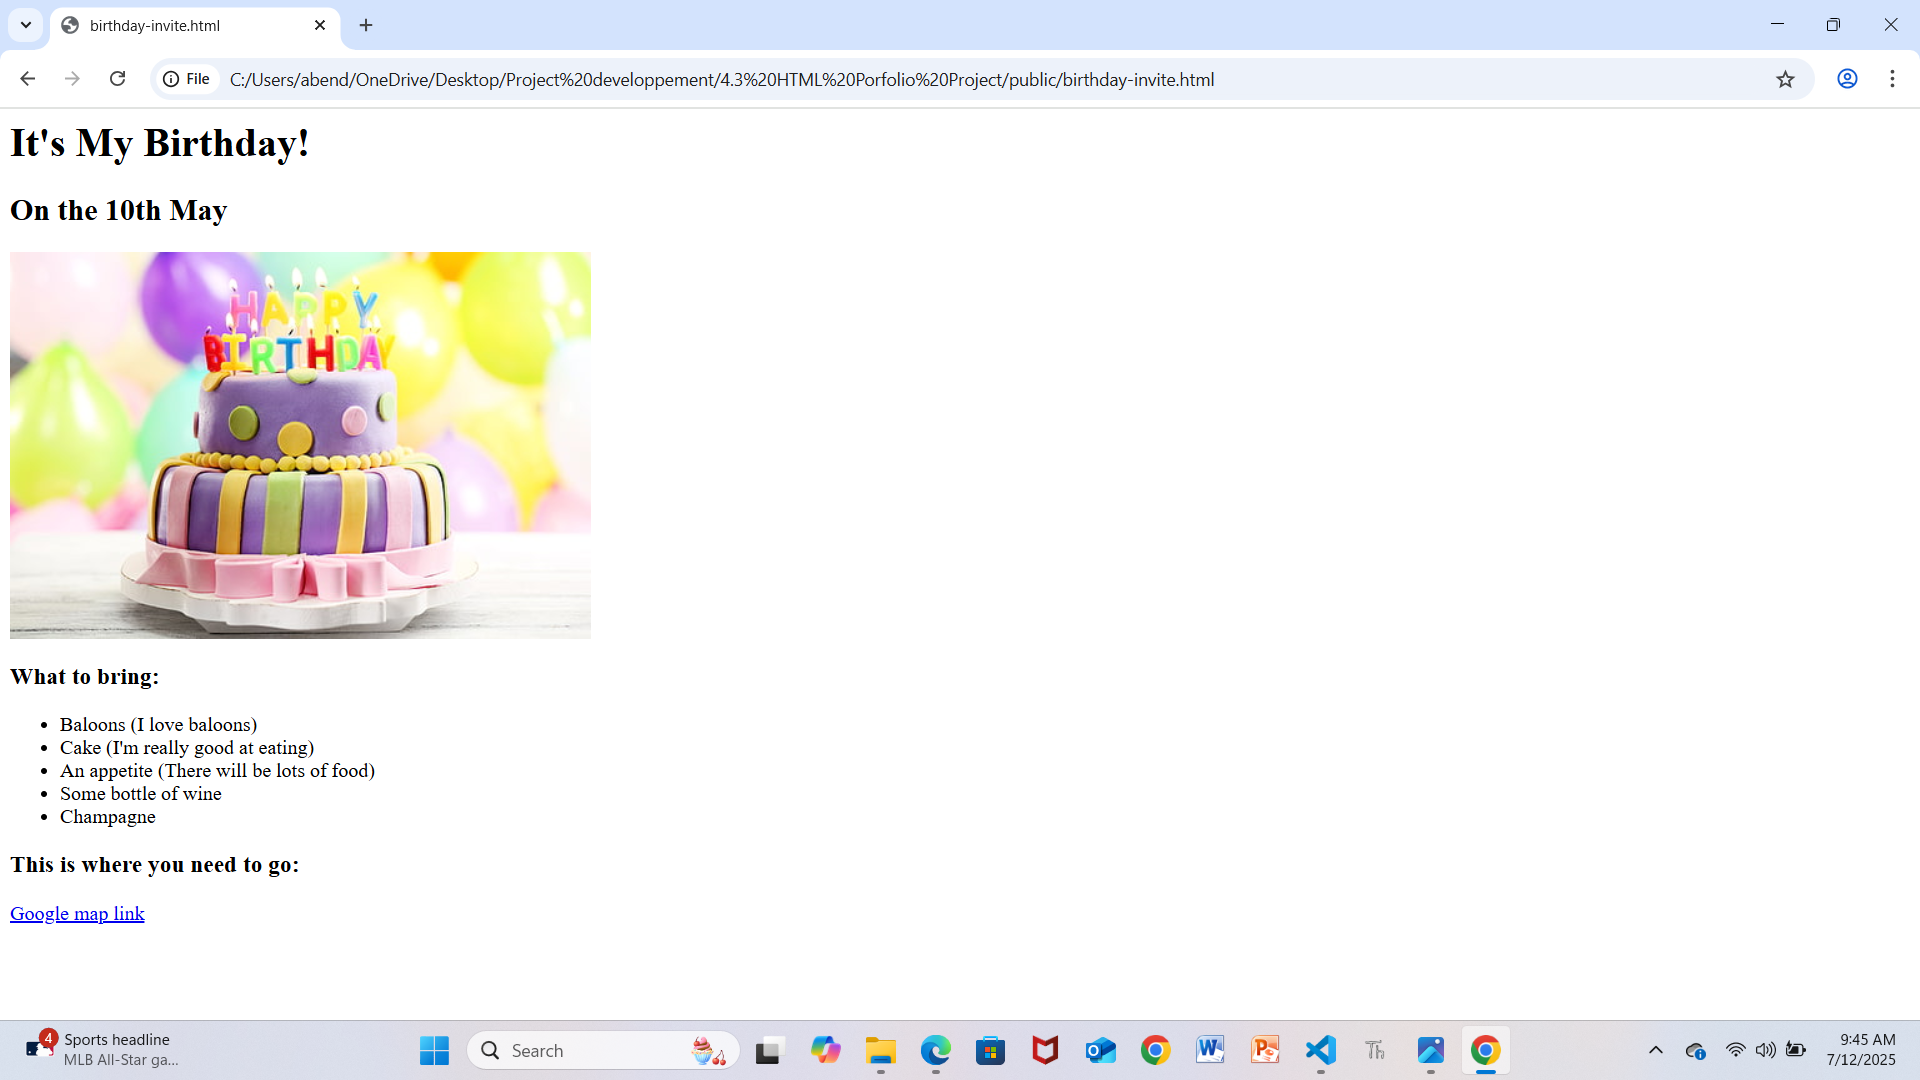 birthday-invite.html
File
C:/Users/abend/OneDrive/Desktop/Project%20developpement/4.3%20HTML%20Porfolio%20Project/public/birthday-invite.html
It's My Birthday!
On the 10th May
HAPPY
BIRTHDAY
What to bring:
Baloons (I love baloons)
Cake (I'm really good at eating)
An appetite (There will be lots of food)
Some bottle of wine
Champagne
This is where you need to go:
Google map link
4
Sports headline
MLB All-Star ga...
Search
Th
9:45 AM
7/12/2025